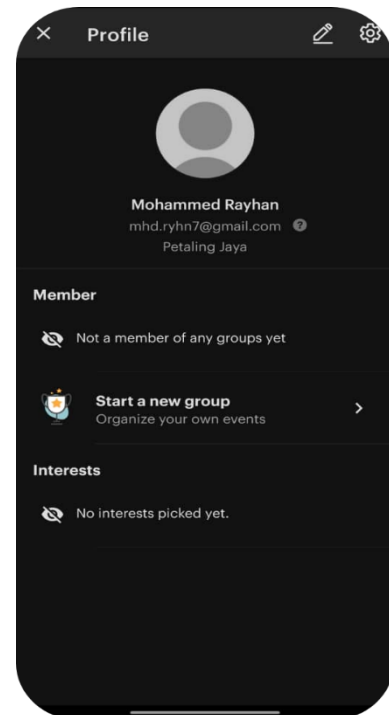 Profile
Mohammed Rayhan
mhd.ryhn7@gmail.com
Petaling Jaya
Member
Not a member of any groups yet
Start a new group
Organize your own events
Interests
No interests picked yet.